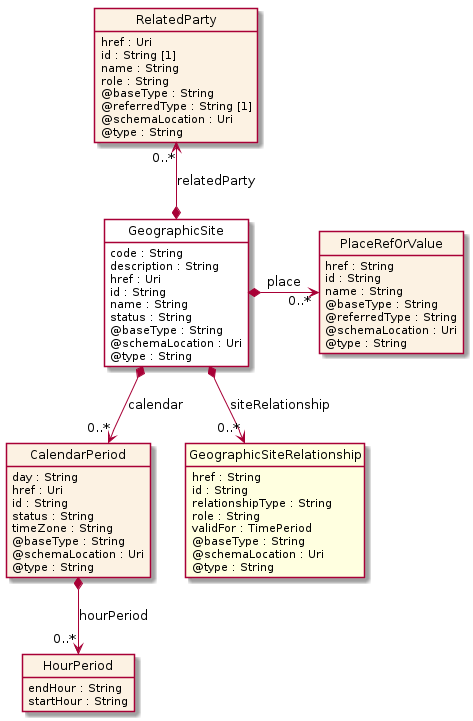 RelatedParty
href : Uri
id : String [1]
name : String
role : String
@baseType : String
@referredType : String [1]
@schemaLocation : Uri
@type : String
0..*
relatedParty
GeographicSite
code : String
description : String
href : Uri
id : String
name : String
status : String
@baseType : String
@schemaLocation : Uri
@type : String
place
0..*
PlaceRefOrValue
href : String
id : String
name : String
@baseType : String
@referredType : String
@schemaLocation : Uri
@type : String
calendar
0..*
siteRelationship
0..*
CalendarPeriod
day : String
href : Uri
id : String
status : String
timeZone : String
@baseType : String
@schemaLocation : Uri
@type : String
GeographicSiteRelationship
href : String
id : String
relationshipType : String
role : String
validFor : TimePeriod
@baseType : String
@schemaLocation : Uri
@type : String
hourPeriod
0..*
HourPeriod
endHour : String
startHour : String